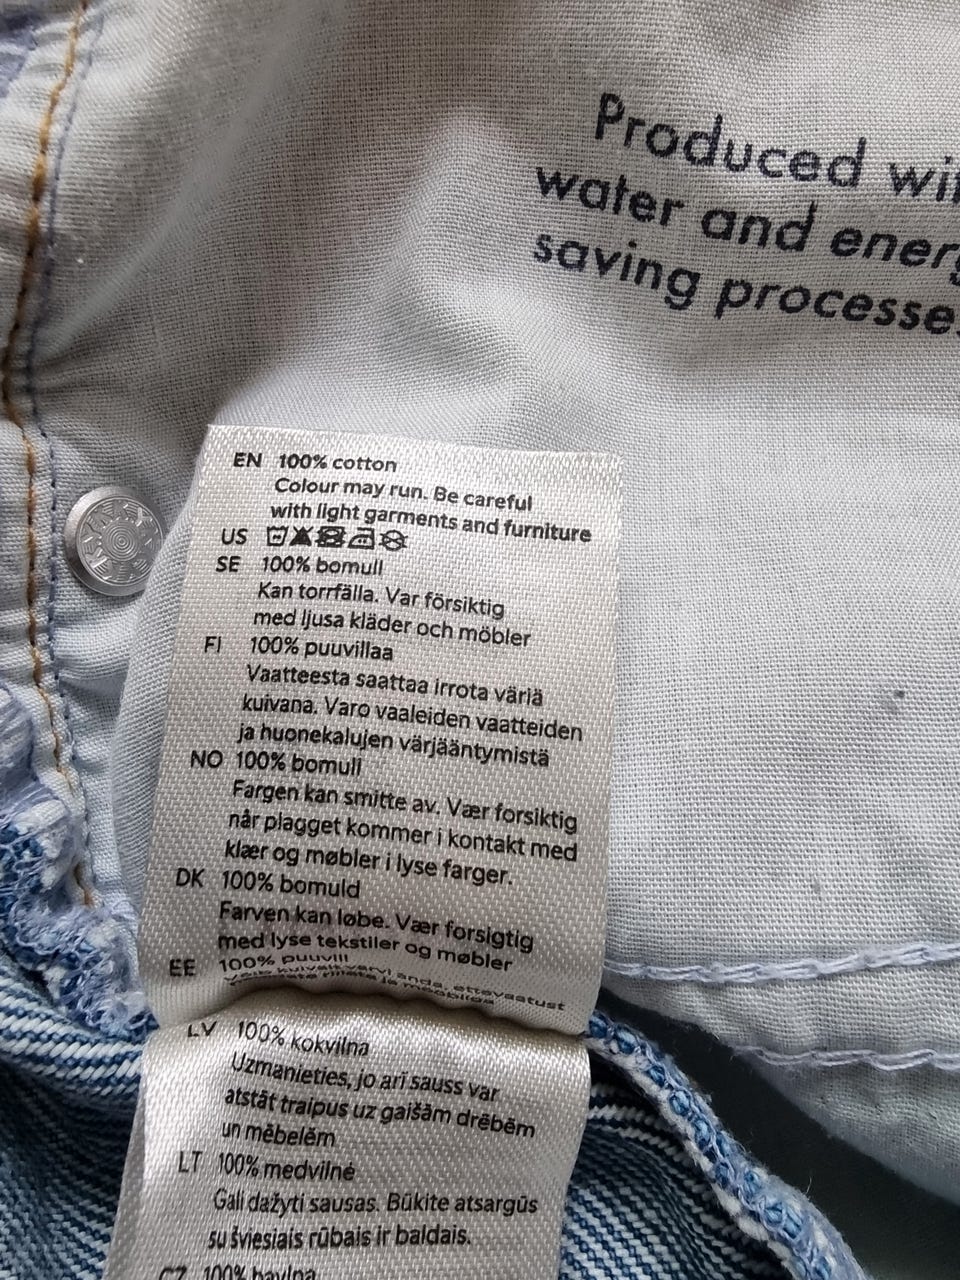 Produced
water and
saving
EN 100% cotton
Colour may run. Be careful
with light garments and furniture
US
SE 100% bomull
Kan torrfälla. Var försiktig
med ljusa kläder och möbler
FI 100% puuvillaa
Vaatteesta saattaa irrota väriä
kuivana. Varo vaaleiden vaatteiden
ja huonekalujen värjääntymistä
NO 100% bomull
Fargen kan smitte av. Vær forsiktig
når plagget kommer i kontakt med
klær og møbler i lyse farger.
DK 100% bomuld
Farven kan løbe. Vær forsigtig
med lyse tekstiler og møbler
EE 100% puuvill
LV 100% kokvilna
Uzmanieties, jo arī sauss var
atstāt traipus uz gaišām drēbēm
un mēbelēm
LT 100% medvilnė
Gali dažyti sausas. Būkite atsargūs
su šviesiais rūbais ir baldais.
CZ 100% bavlna